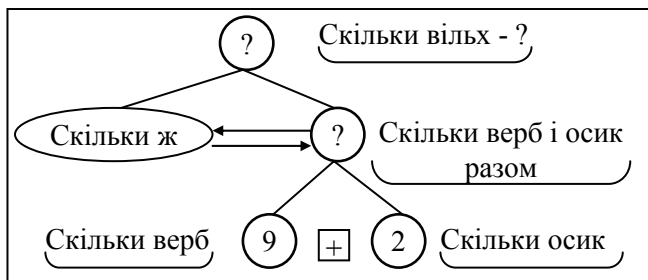 ? Скільки вільх - ?
Скільки ж ? Скільки верб і осик
разом
Скільки верб 9 + 2 Скільки осик